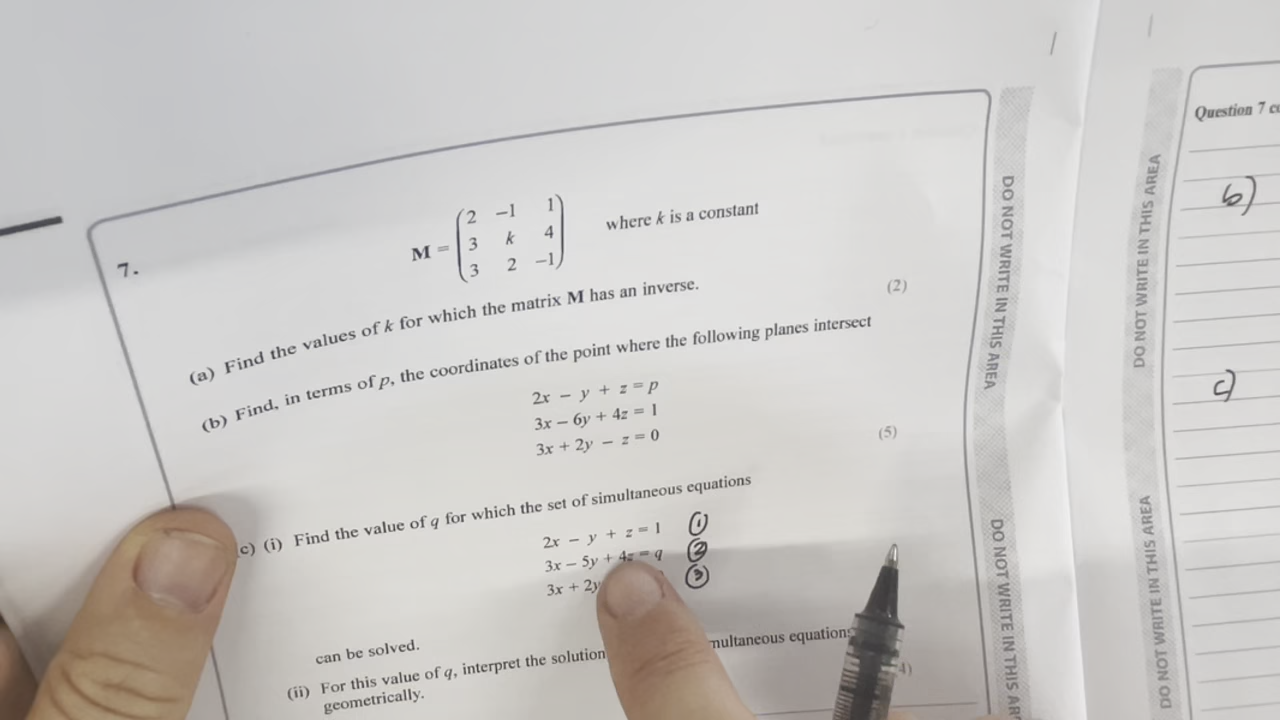 7.
M = (2 −1 1
3 k 4
3 2 −1) where k is a constant
(a) Find the values of k for which the matrix M has an inverse.
(2)
(b) Find, in terms of p, the coordinates of the point where the following planes intersect
2x − y + z = p
3x − 6y + 4z = 1
3x + 2y − z = 0
(5)
(i) Find the value of q for which the set of simultaneous equations
2x − y + z = 1 ①
3x − 5y + 4z = q ②
3x + 2y ③
can be solved.
(ii) For this value of q, interpret the solution
geometrically.
DO NOT WRITE IN THIS AREA
DO NOT WRITE IN THIS
DO NOT WRITE IN THIS AREA
DO NOT WRITE IN THIS AREA
Question 7
b)
c)